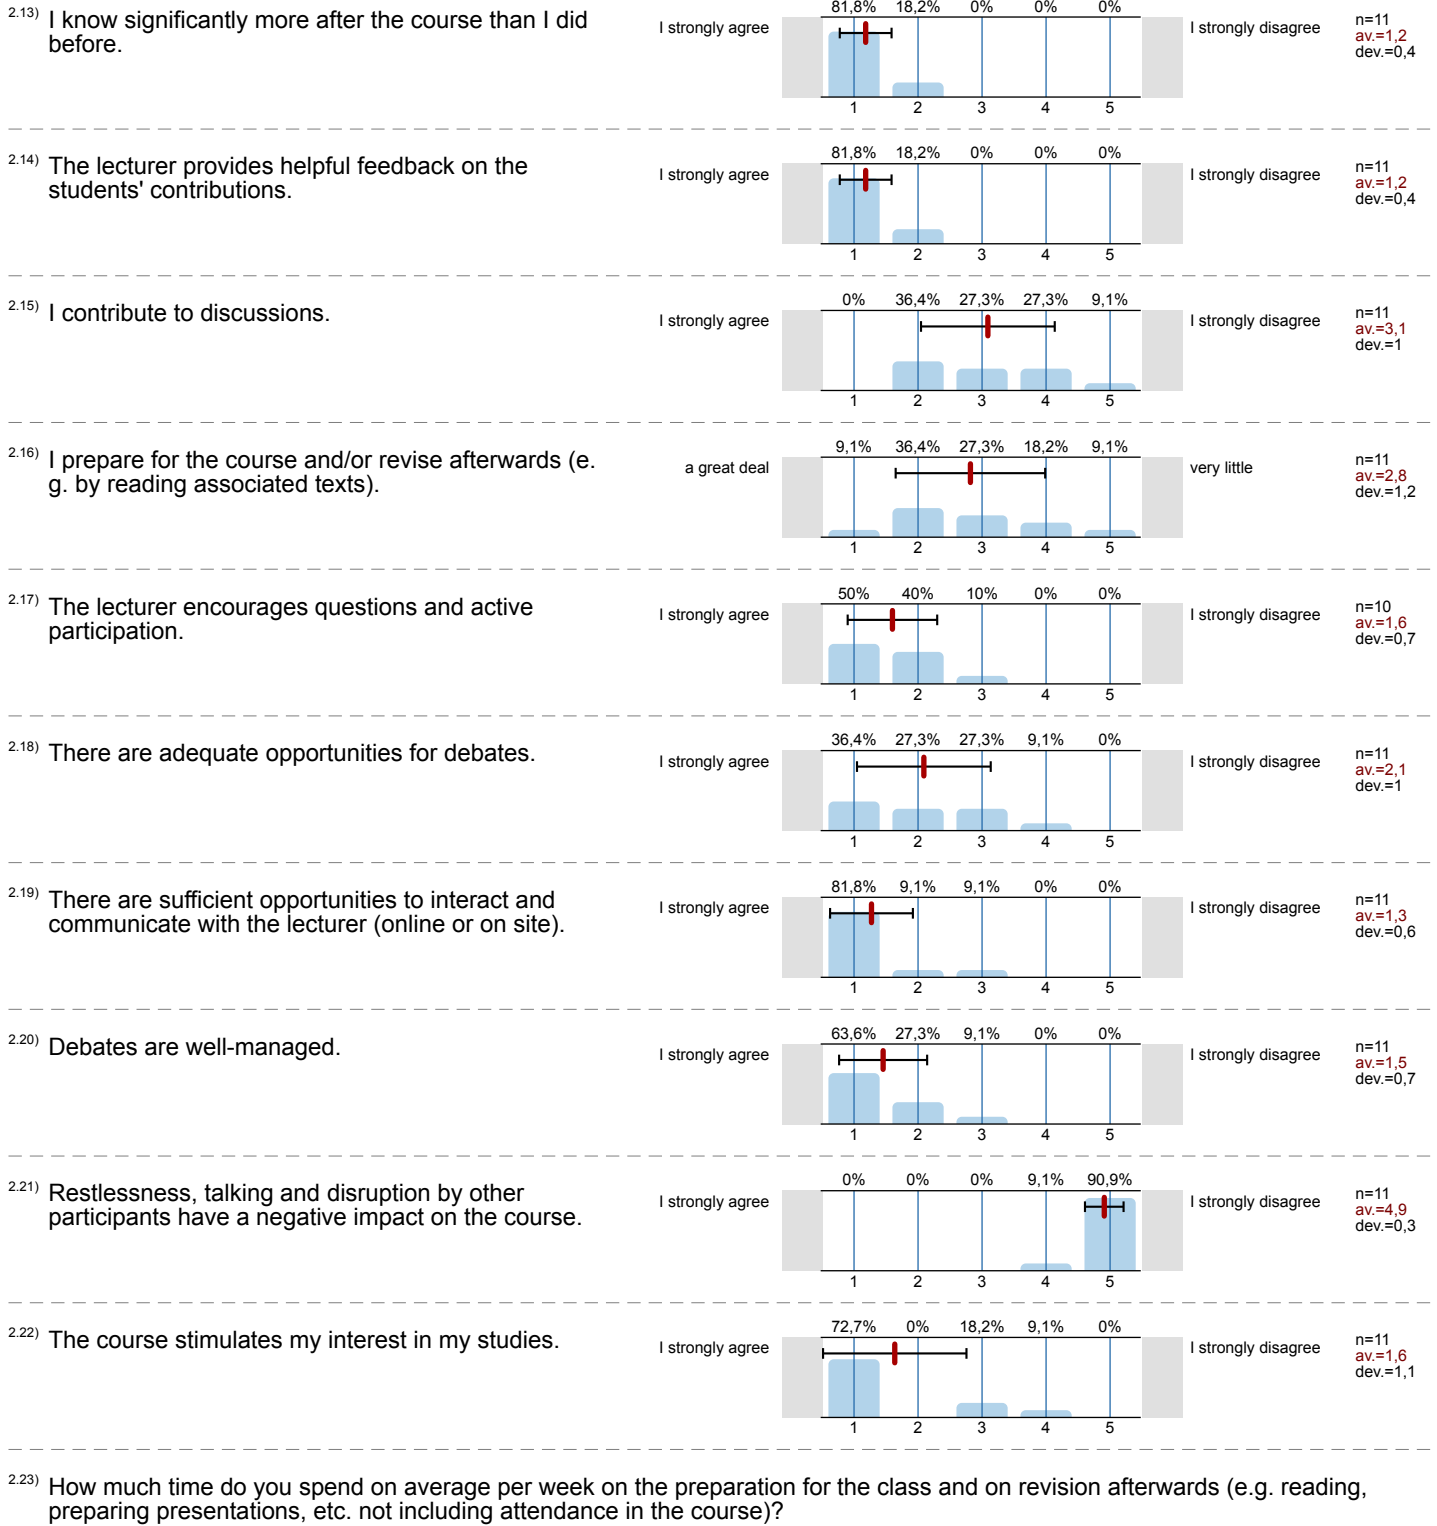 2.13) I know significantly more after the course than I did
before.
I strongly agree
81,8% 18,2% 0% 0% 0%
1 2 3 4 5
I strongly disagree
n=11
av.=1,2
dev.=0,4
2.14) The lecturer provides helpful feedback on the
students' contributions.
I strongly agree
81,8% 18,2% 0% 0% 0%
1 2 3 4 5
I strongly disagree
n=11
av.=1,2
dev.=0,4
2.15) I contribute to discussions.
I strongly agree
0% 36,4% 27,3% 27,3% 9,1%
1 2 3 4 5
I strongly disagree
n=11
av.=3,1
dev.=1
2.16) I prepare for the course and/or revise afterwards (e.
g. by reading associated texts).
a great deal
9,1% 36,4% 27,3% 18,2% 9,1%
1 2 3 4 5
very little
n=11
av.=2,8
dev.=1,2
2.17) The lecturer encourages questions and active
participation.
I strongly agree
50% 40% 10% 0% 0%
1 2 3 4 5
I strongly disagree
n=10
av.=1,6
dev.=0,7
2.18) There are adequate opportunities for debates.
I strongly agree
36,4% 27,3% 27,3% 9,1% 0%
1 2 3 4 5
I strongly disagree
n=11
av.=2,1
dev.=1
2.19) There are sufficient opportunities to interact and
communicate with the lecturer (online or on site).
I strongly agree
81,8% 9,1% 9,1% 0% 0%
1 2 3 4 5
I strongly disagree
n=11
av.=1,3
dev.=0,6
2.20) Debates are well-managed.
I strongly agree
63,6% 27,3% 9,1% 0% 0%
1 2 3 4 5
I strongly disagree
n=11
av.=1,5
dev.=0,7
2.21) Restlessness, talking and disruption by other
participants have a negative impact on the course.
I strongly agree
0% 0% 0% 9,1% 90,9%
1 2 3 4 5
I strongly disagree
n=11
av.=4,9
dev.=0,3
2.22) The course stimulates my interest in my studies.
I strongly agree
72,7% 0% 18,2% 9,1% 0%
1 2 3 4 5
I strongly disagree
n=11
av.=1,6
dev.=1,1
2.23) How much time do you spend on average per week on the preparation for the class and on revision afterwards (e.g. reading,
preparing presentations, etc. not including attendance in the course)?